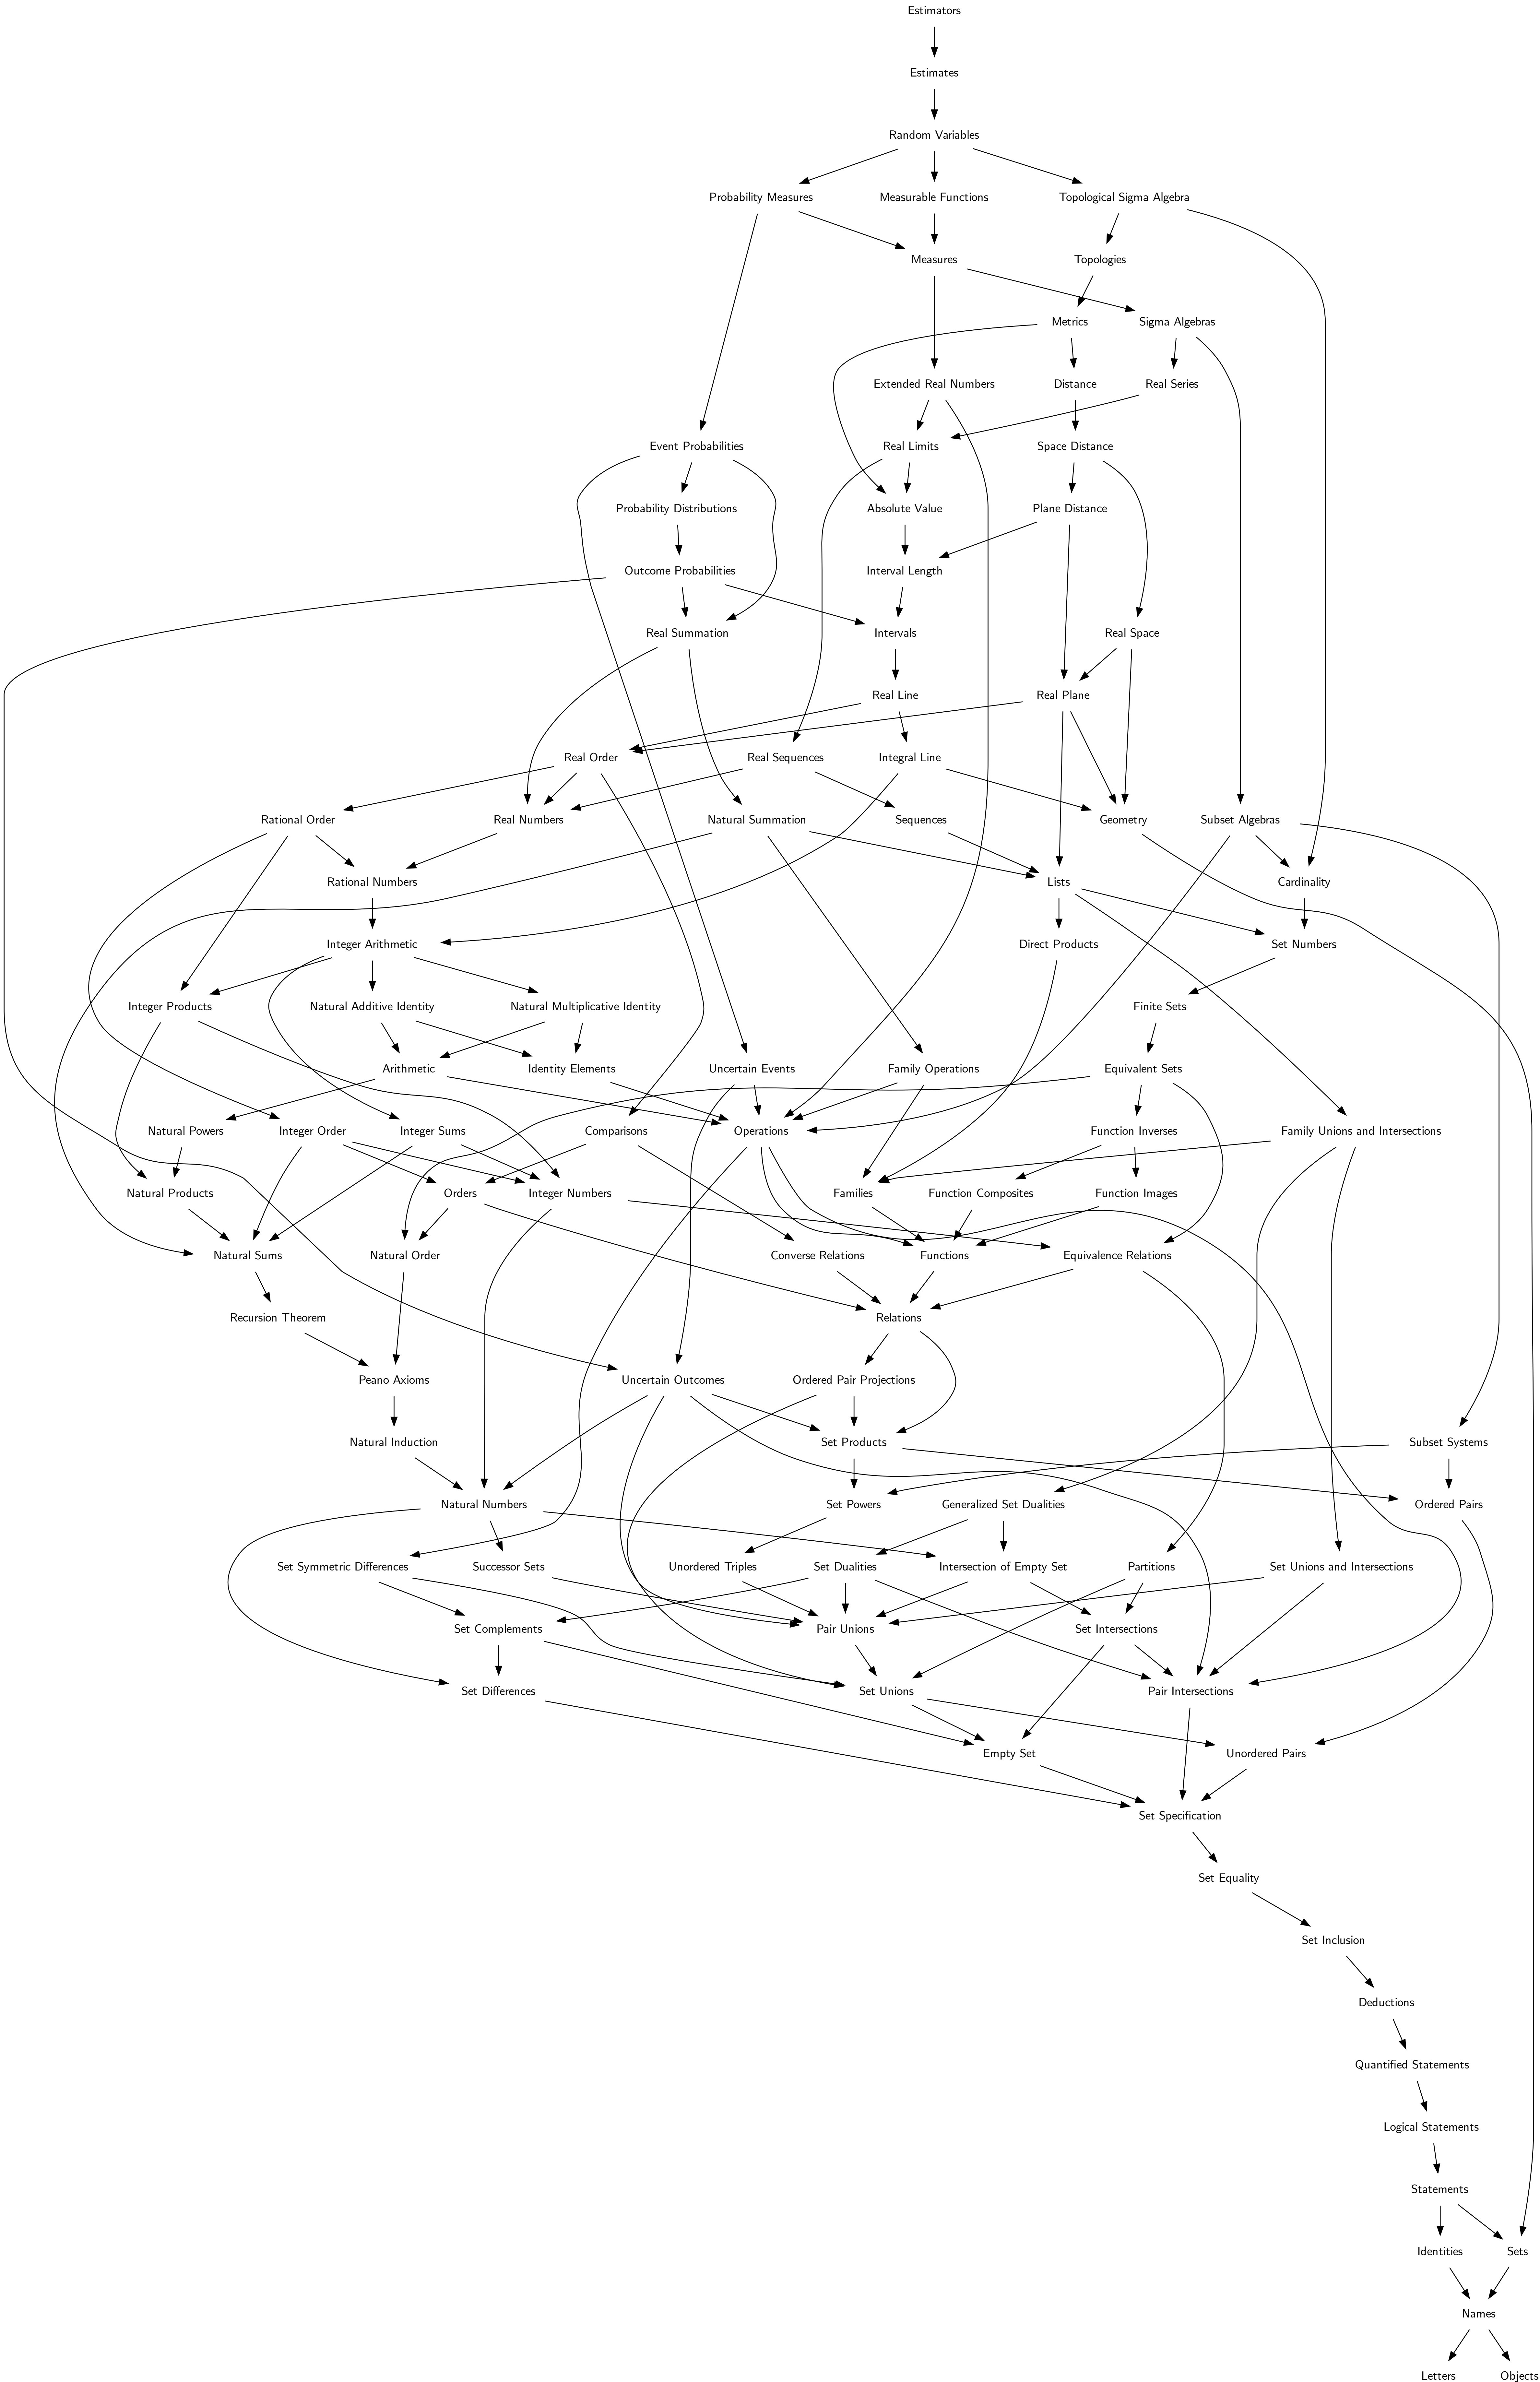 Estimators
Estimates
Random Variables
Probability Measures
Measurable Functions
Topological Sigma Algebra
Measures
Topologies
Metrics
Sigma Algebras
Extended Real Numbers
Distance
Real Series
Event Probabilities
Real Limits
Space Distance
Probability Distributions
Absolute Value
Plane Distance
Outcome Probabilities
Interval Length
Real Summation
Intervals
Real Space
Real Line
Real Plane
Real Order
Real Sequences
Integral Line
Rational Order
Real Numbers
Natural Summation
Sequences
Geometry
Subset Algebras
Rational Numbers
Lists
Cardinality
Integer Arithmetic
Direct Products
Set Numbers
Integer Products
Natural Additive Identity
Natural Multiplicative Identity
Finite Sets
Arithmetic
Identity Elements
Uncertain Events
Family Operations
Equivalent Sets
Natural Powers
Integer Order
Integer Sums
Comparisons
Operations
Function Inverses
Family Unions and Intersections
Natural Products
Orders
Integer Numbers
Families
Function Composites
Function Images
Natural Sums
Natural Order
Converse Relations
Functions
Equivalence Relations
Recursion Theorem
Relations
Peano Axioms
Uncertain Outcomes
Ordered Pair Projections
Natural Induction
Set Products
Subset Systems
Natural Numbers
Set Powers
Generalized Set Dualities
Ordered Pairs
Set Symmetric Differences
Successor Sets
Unordered Triples
Set Dualities
Intersection of Empty Set
Partitions
Set Unions and Intersections
Set Complements
Pair Unions
Set Intersections
Set Differences
Set Unions
Pair Intersections
Empty Set
Unordered Pairs
Set Specification
Set Equality
Set Inclusion
Deductions
Quantified Statements
Logical Statements
Statements
Identities
Sets
Names
Letters
Objects